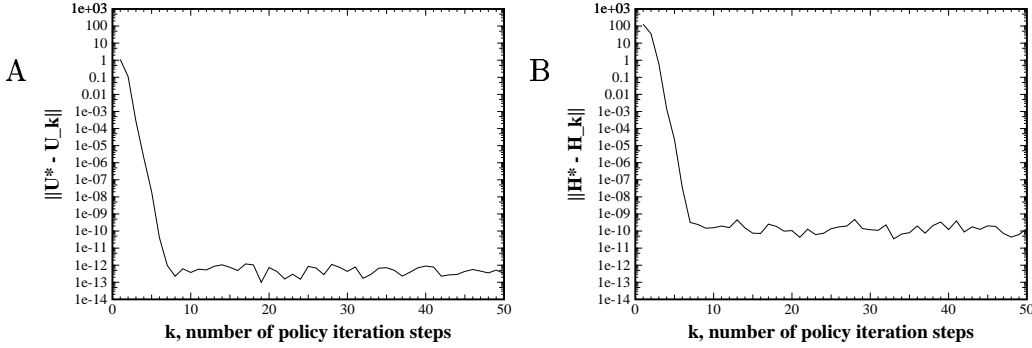 A
||U* - U_k||
1e+03
100
10
1
0.1
0.01
1e-03
1e-04
1e-05
1e-06
1e-07
1e-08
1e-09
1e-10
1e-11
1e-12
1e-13
1e-14
0 10 20 30 40 50
k, number of policy iteration steps
B
||H* - H_k||
1e+03
100
10
1
0.1
0.01
1e-03
1e-04
1e-05
1e-06
1e-07
1e-08
1e-09
1e-10
1e-11
1e-12
1e-13
1e-14
0 10 20 30 40 50
k, number of policy iteration steps